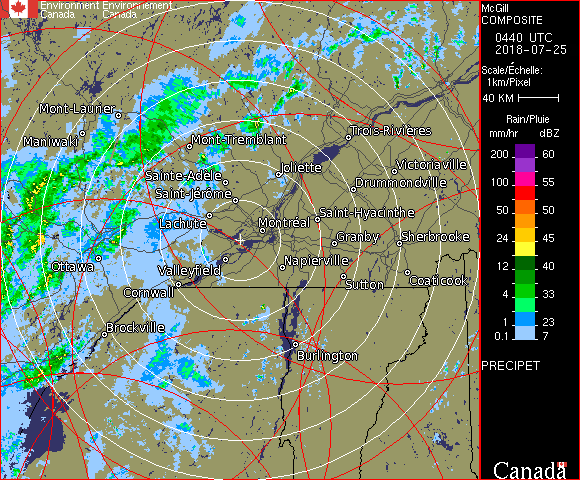 Environment Environnement
Canada Canada
McGill
COMPOSITE
0440 UTC
2018-07-25
Scale/Échelle:
1km/Pixel
40 KM
Rain/Pluie
mm/hr dBZ
200 60
100 55
50 50
24 45
12 40
4 33
1 23
0.1 7
PRECIPET
Canada
Mont-Laurier
Maniwaki
Mont-Tremblant
Trois-Rivières
Sainte-Adèle
Joliette
Victoriaville
Saint-Jérôme
Drummondville
Lachute
Montréal
Saint-Hyacinthe
Granby
Sherbrooke
Ottawa
Valleyfield
Napierville
Cornwall
Sutton
Coaticook
Brockville
Burlington